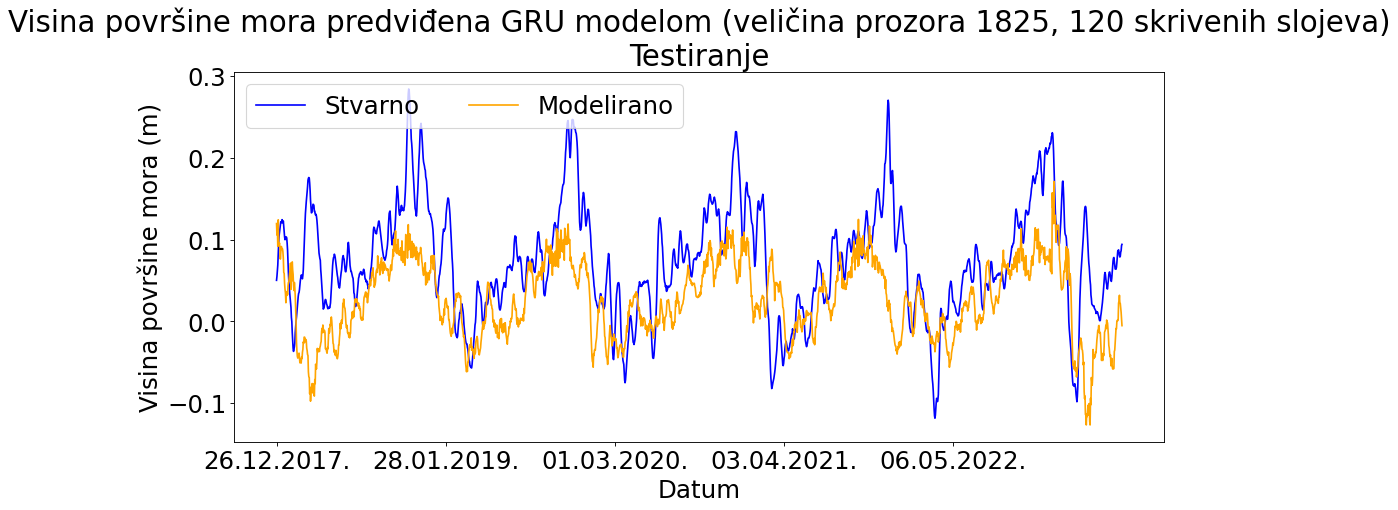 Visina površine mora predviđena GRU modelom (veličina prozora 1825, 120 skrivenih slojeva)
Testiranje
Stvarno Modelirano
Visina površine mora (m)
0.3
0.2
0.1
0.0
−0.1
26.12.2017. 28.01.2019. 01.03.2020. 03.04.2021. 06.05.2022.
Datum